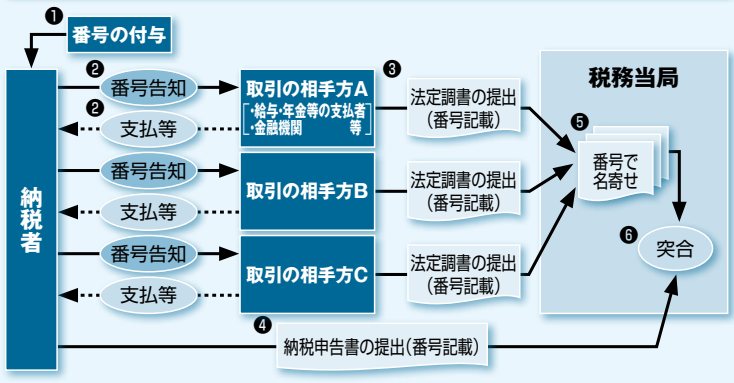 ❶
番号の付与
納税者
❷
番号告知
❷
支払等
取引の相手方A
・給与・年金等の支払者
・金融機関 等
❸
法定調書の提出
(番号記載)
番号告知
支払等
取引の相手方B
法定調書の提出
(番号記載)
番号告知
支払等
取引の相手方C
法定調書の提出
(番号記載)
❹
納税申告書の提出(番号記載)
税務当局
❺
番号で
名寄せ
❻
突合